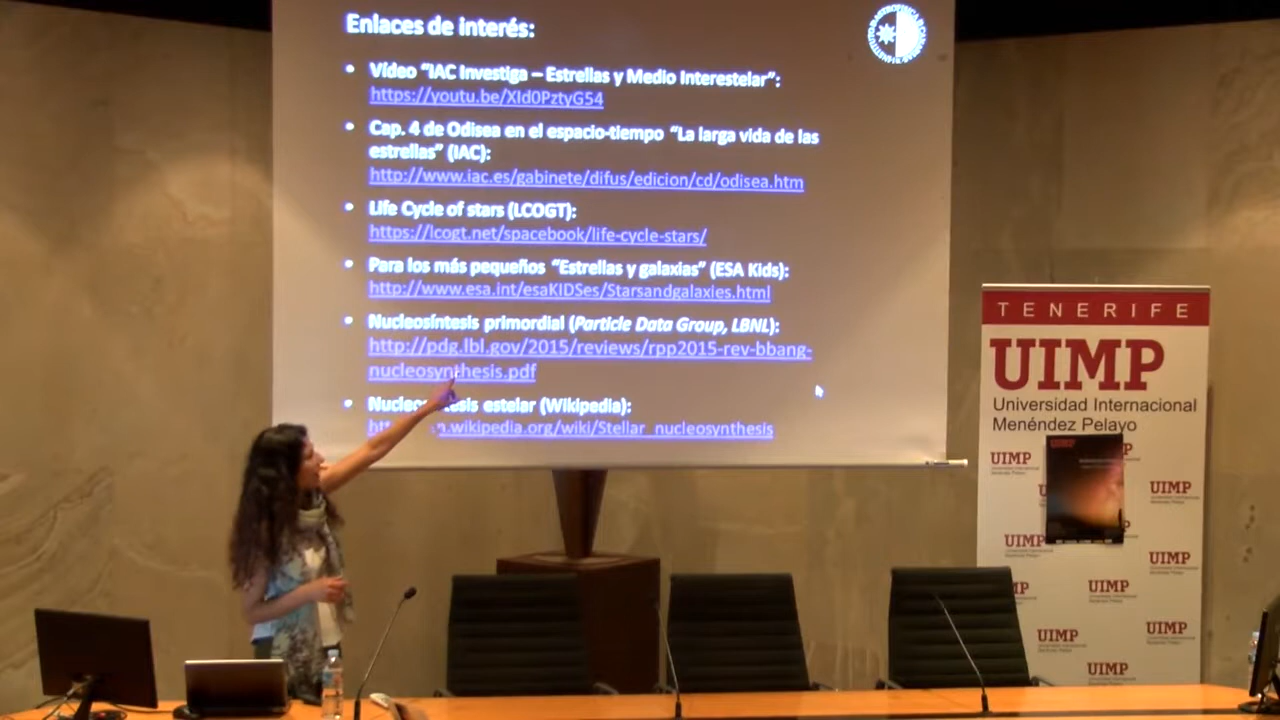 Enlaces de interés:
• Vídeo "IAC Investiga – Estrellas y Medio Interestelar":
https://youtu.be/XId0PztyG54
• Cap. 4 de Odisea en el espacio-tiempo "La larga vida de las
estrellas" (IAC):
http://www.iac.es/gabinete/difus/edicion/cd/odisea.htm
• Life Cycle of stars (LCOGT):
https://lcogt.net/spacebook/life-cycle-stars/
• Para los más pequeños "Estrellas y galaxias" (ESA Kids):
http://www.esa.int/esaKIDSes/Starsandgalaxies.html
• Nucleosíntesis primordial (Particle Data Group, LBNL):
http://pdg.lbl.gov/2015/reviews/rpp2015-rev-bbang-
nucleosynthesis.pdf
• estelar (Wikipedia):
n.wikipedia.org/wiki/Stellar_nucleosynthesis
TENERIFE
UIMP
Universidad Internacional
Menéndez Pelayo
UIMP
UIMP
UIMP
UIMP
UIMP
UIMP
UIMP
UIMP